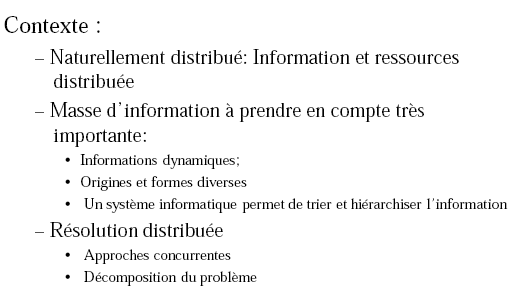 Contexte :
– Naturellement distribué: Information et ressources
distribuée
– Masse d'information à prendre en compte très
importante:
• Informations dynamiques;
• Origines et formes diverses
• Un système informatique permet de trier et hiérarchiser l'information
– Résolution distribuée
• Approches concurrentes
• Décomposition du problème